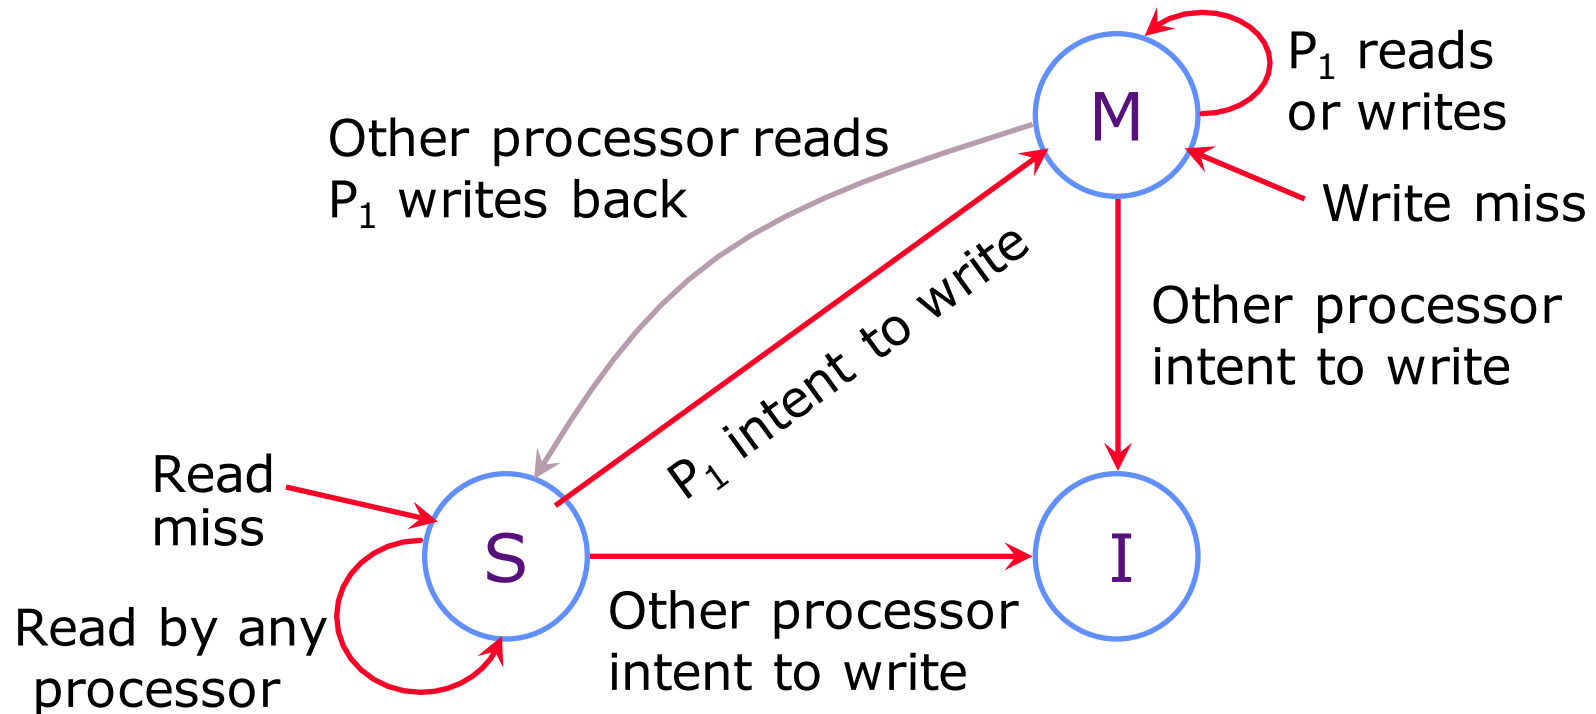 P₁ reads
or writes
M
Other processor reads
P₁ writes back
Write miss
P₁ intent to write
Other processor
intent to write
Read
miss
S
I
Other processor
intent to write
Read by any
processor